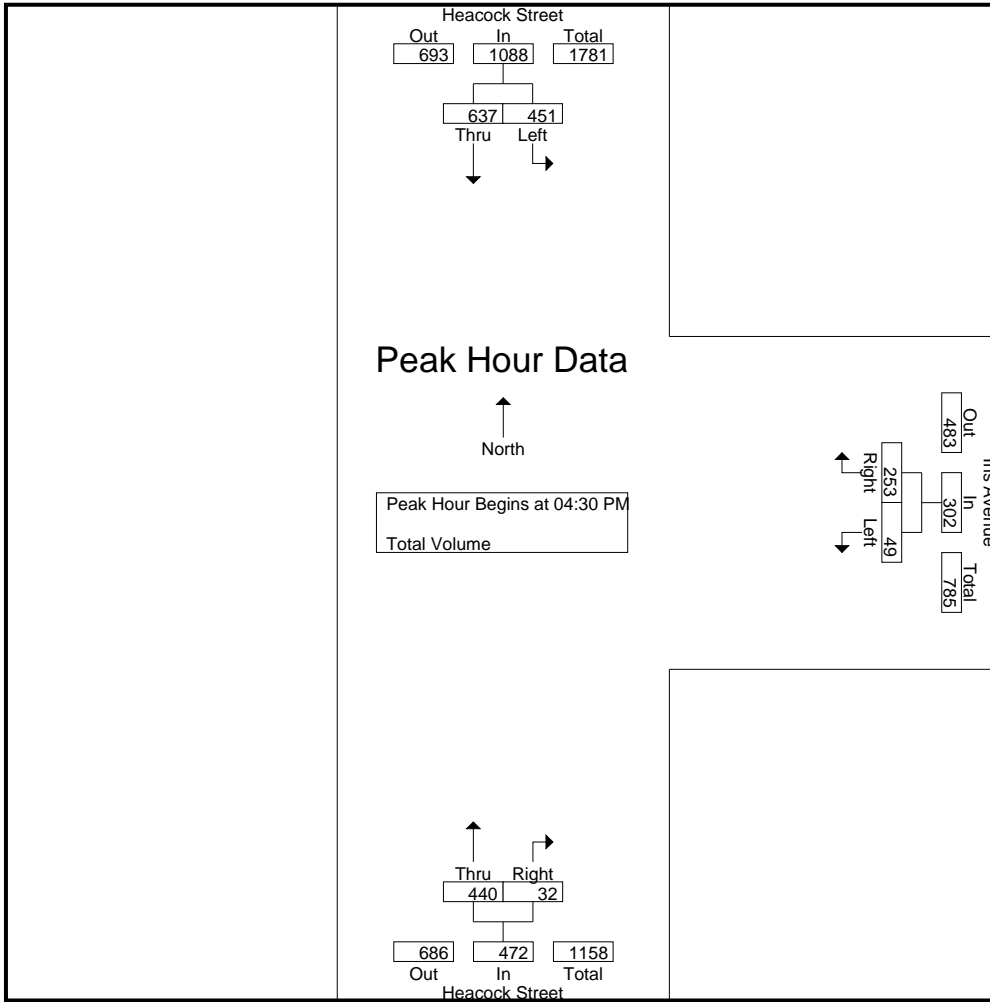 Heacock Street
Out In Total
693 1088 1781
637 451
Thru Left
Peak Hour Data
North
Peak Hour Begins at 04:30 PM
Total Volume
Avenue
Out In Total
483 302 785
253 49
Right Left
Thru Right
440 32
686 472 1158
Out In Total
Heacock Street